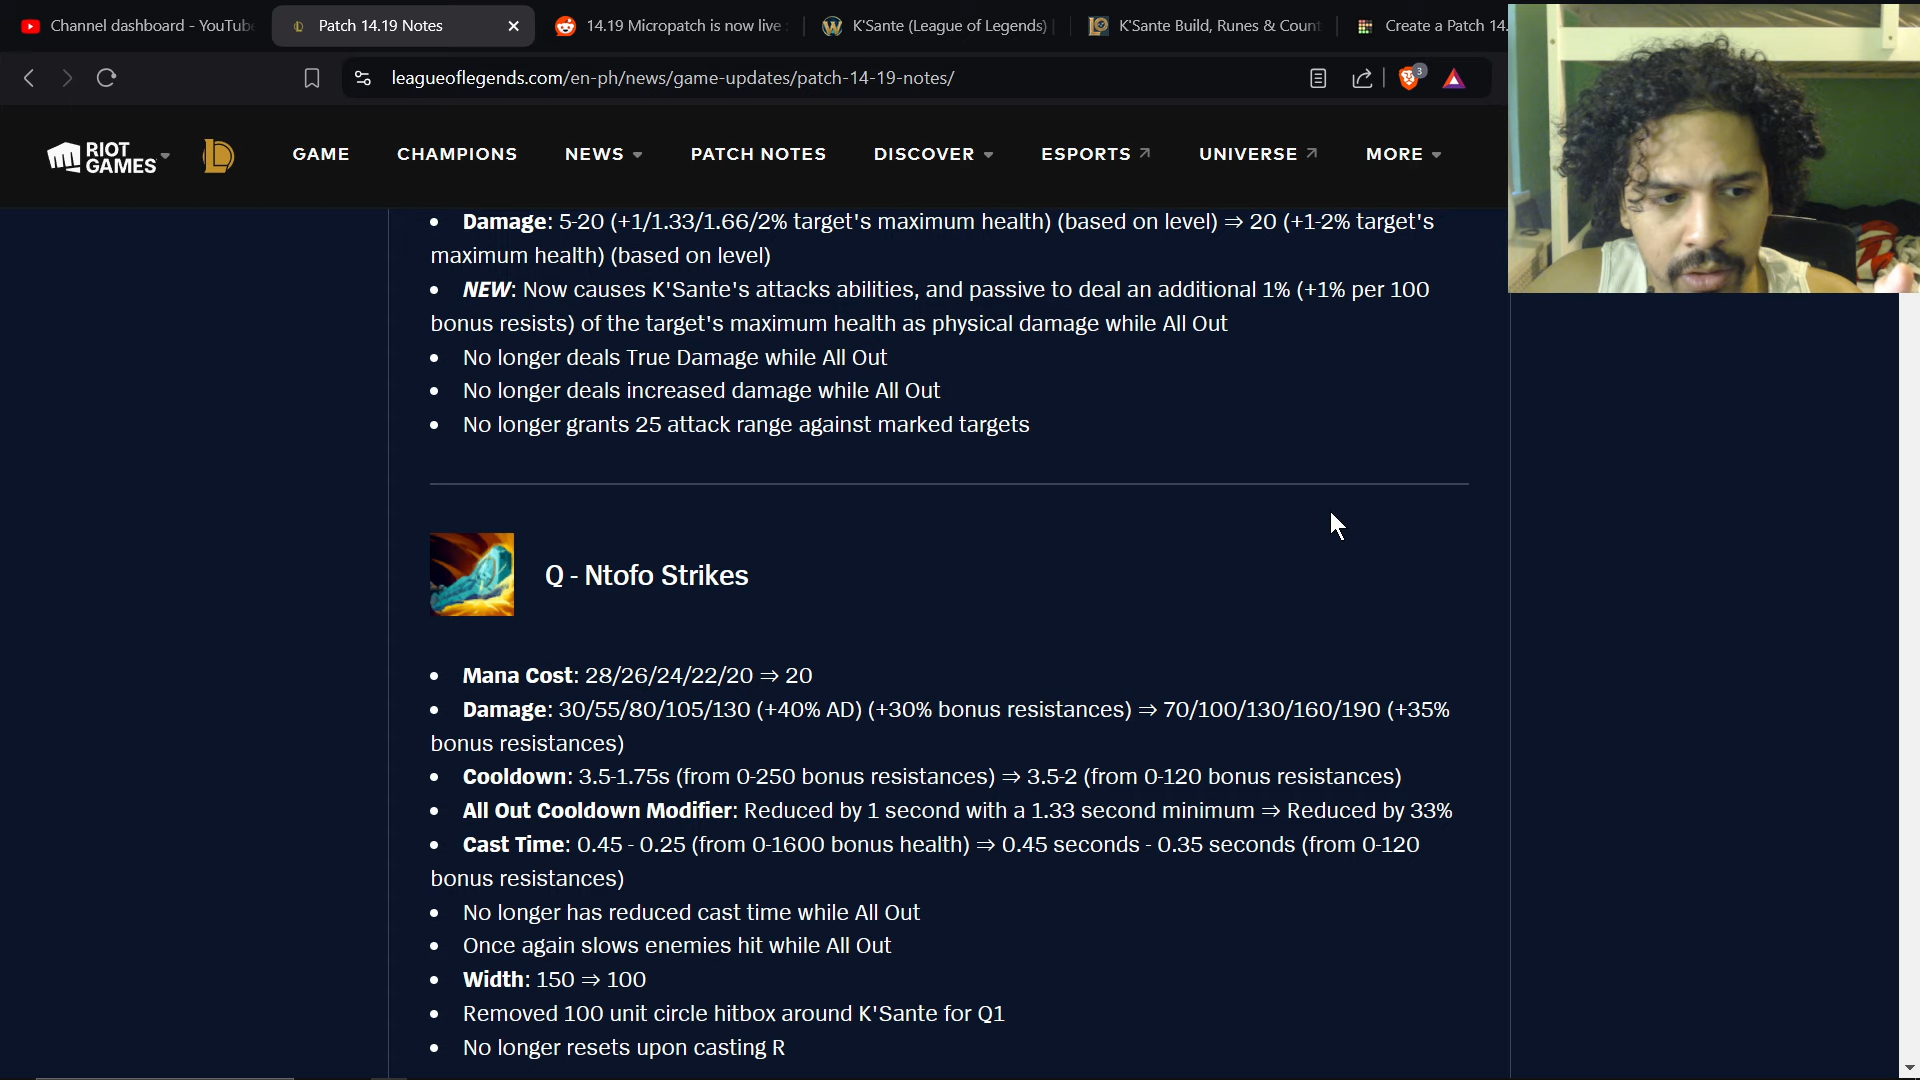 Channel dashboard - YouTube
Patch 14.19 Notes
14.19 Micropatch is now live
K'Sante (League of Legends)
K'Sante Build, Runes & Count
Create a Patch 14.
leagueoflegends.com/en-ph/news/game-updates/patch-14-19-notes/
3
RIOT GAMES
GAME
CHAMPIONS
NEWS
PATCH NOTES
DISCOVER
ESPORTS
UNIVERSE
MORE
• Damage: 5-20 (+1/1.33/1.66/2% target's maximum health) (based on level) ⇒ 20 (+1-2% target's
maximum health) (based on level)
• NEW: Now causes K'Sante's attacks abilities, and passive to deal an additional 1% (+1% per 100
bonus resists) of the target's maximum health as physical damage while All Out
• No longer deals True Damage while All Out
• No longer deals increased damage while All Out
• No longer grants 25 attack range against marked targets
Q - Ntofo Strikes
• Mana Cost: 28/26/24/22/20 ⇒ 20
• Damage: 30/55/80/105/130 (+40% AD) (+30% bonus resistances) ⇒ 70/100/130/160/190 (+35%
bonus resistances)
• Cooldown: 3.5-1.75s (from 0-250 bonus resistances) ⇒ 3.5-2 (from 0-120 bonus resistances)
• All Out Cooldown Modifier: Reduced by 1 second with a 1.33 second minimum ⇒ Reduced by 33%
• Cast Time: 0.45 - 0.25 (from 0-1600 bonus health) ⇒ 0.45 seconds - 0.35 seconds (from 0-120
bonus resistances)
• No longer has reduced cast time while All Out
• Once again slows enemies hit while All Out
• Width: 150 ⇒ 100
• Removed 100 unit circle hitbox around K'Sante for Q1
• No longer resets upon casting R